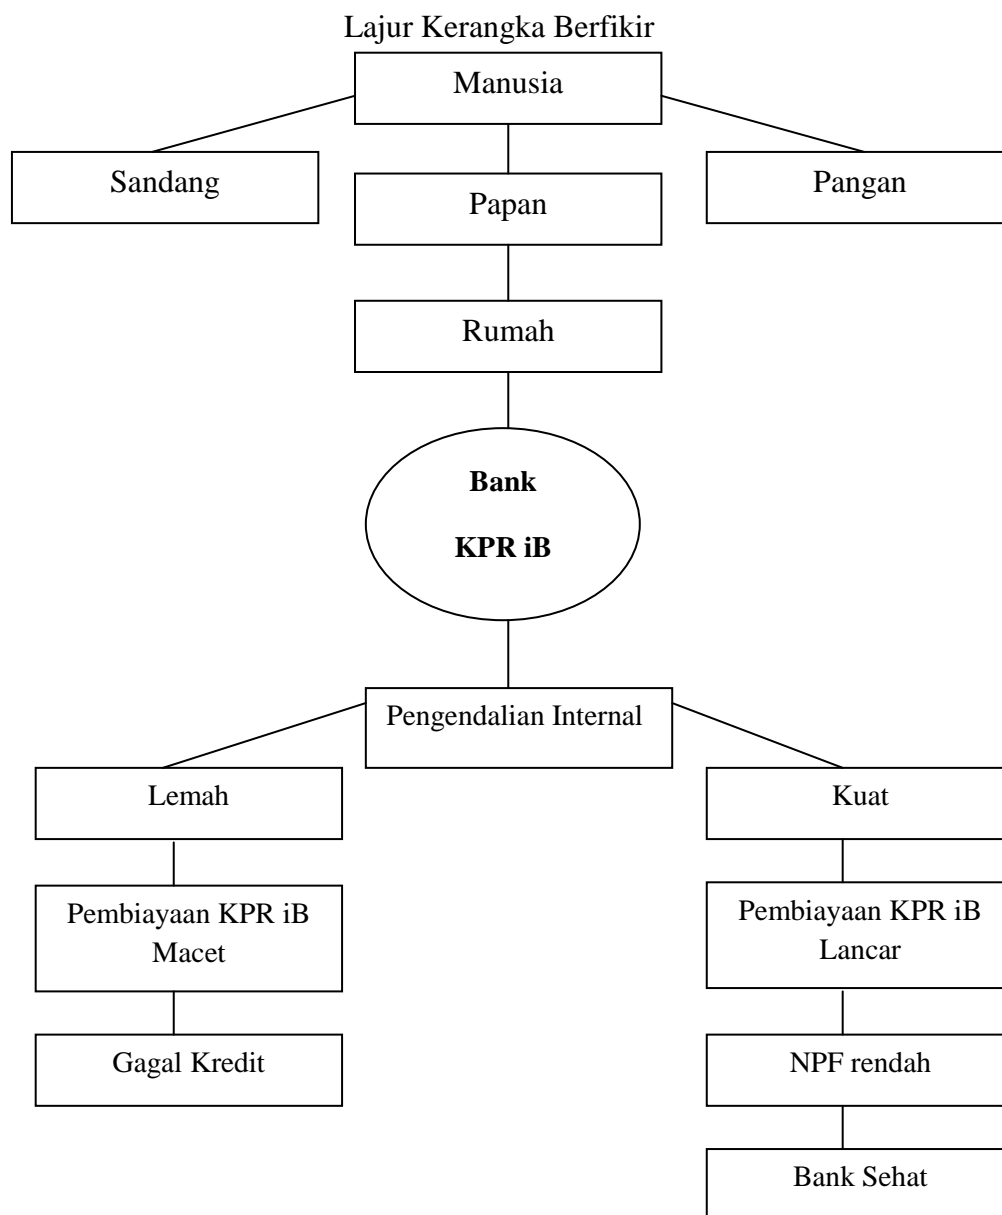 Lajur Kerangka Berfikir
Manusia
Sandang
Papan
Pangan
Rumah
Bank
KPR iB
Pengendalian Internal
Lemah
Kuat
Pembiayaan KPR iB
Macet
Pembiayaan KPR iB
Lancar
Gagal Kredit
NPF rendah
Bank Sehat